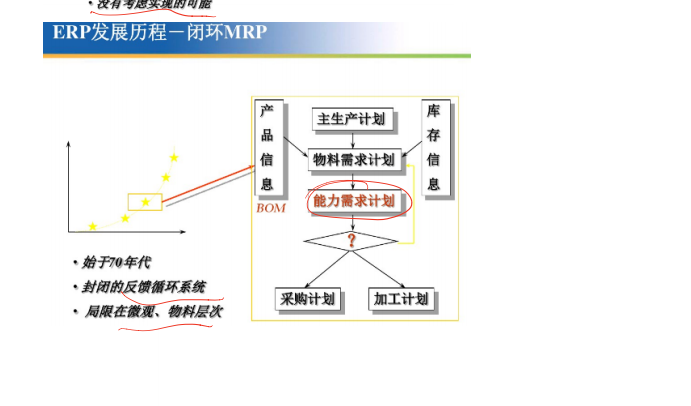 · 没有考虑实现的可能
ERP发展历程－闭环MRP
产品信息
主生产计划
库存信息
物料需求计划
能力需求计划
BOM
?
采购计划
加工计划
· 始于70年代
· 封闭的反馈循环系统
· 局限在微观、物料层次